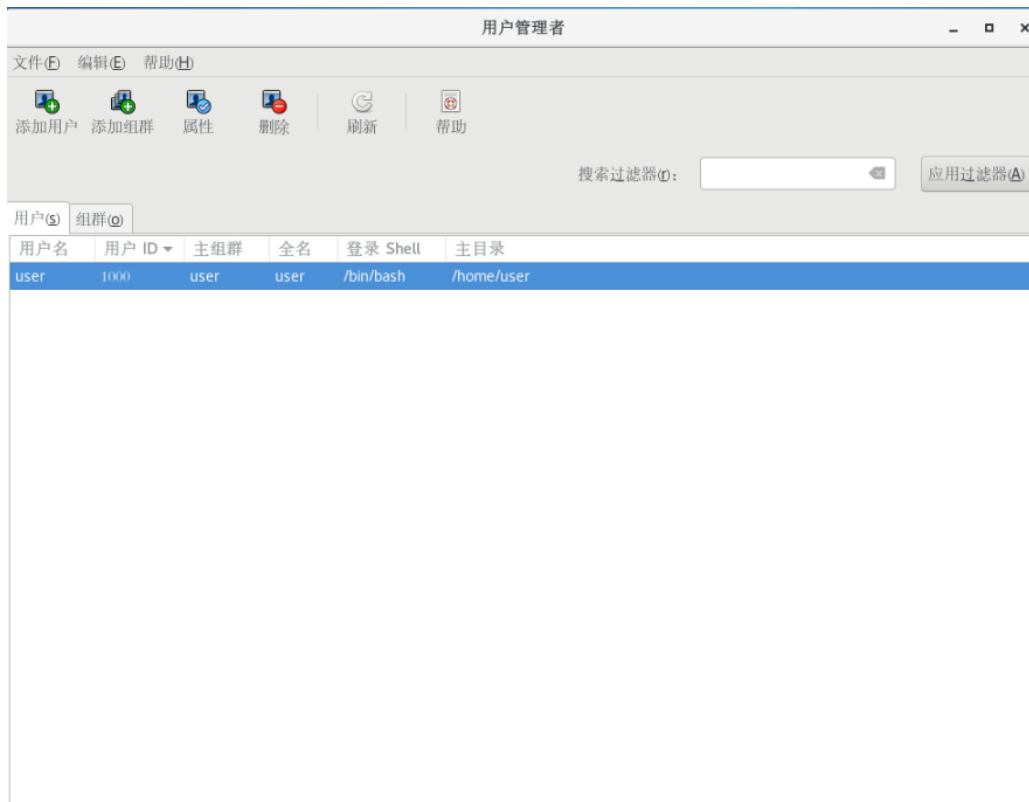 用户管理者
文件(F) 编辑(E) 帮助(H)
添加用户 添加组群 属性 删除 刷新 帮助
搜索过滤器(r)： 应用过滤器(A)
用户(s) 组群(o)
用户名 用户 ID 主组群 全名 登录 Shell 主目录
user 1000 user user /bin/bash /home/user